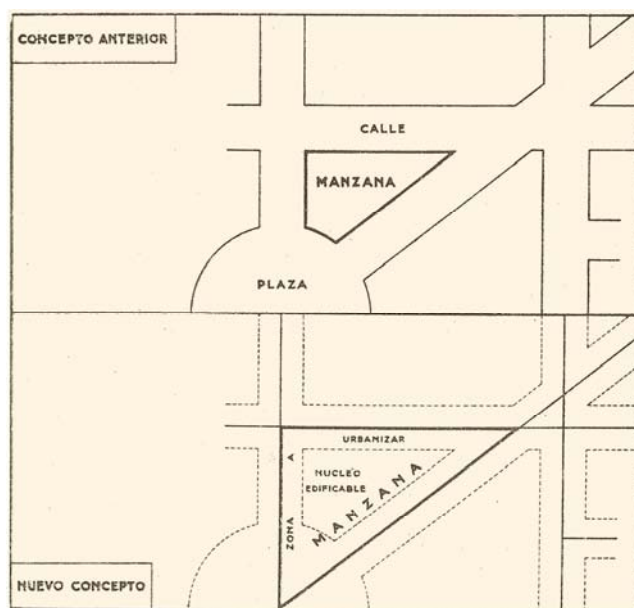 CONCEPTO ANTERIOR
CALLE
MANZANA
PLAZA
URBANIZAR
A
NUCLEO
EDIFICABLE
MANZANA
ZONA
NUEVO CONCEPTO